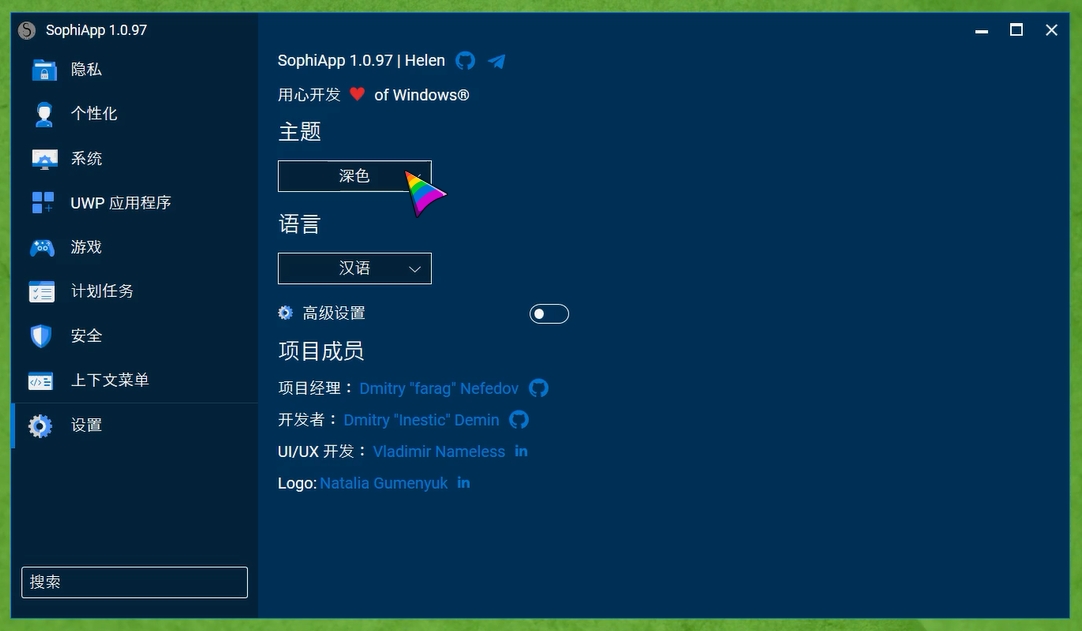 SophiApp 1.0.97
隐私
个性化
系统
UWP 应用程序
游戏
计划任务
安全
上下文菜单
设置
搜索
SophiApp 1.0.97 | Helen
用心开发 ❤ of Windows®
主题
深色
语言
汉语
高级设置
项目成员
项目经理： Dmitry "farag" Nefedov
开发者： Dmitry "Inestic" Demin
UI/UX 开发： Vladimir Nameless in
Logo: Natalia Gumenyuk in